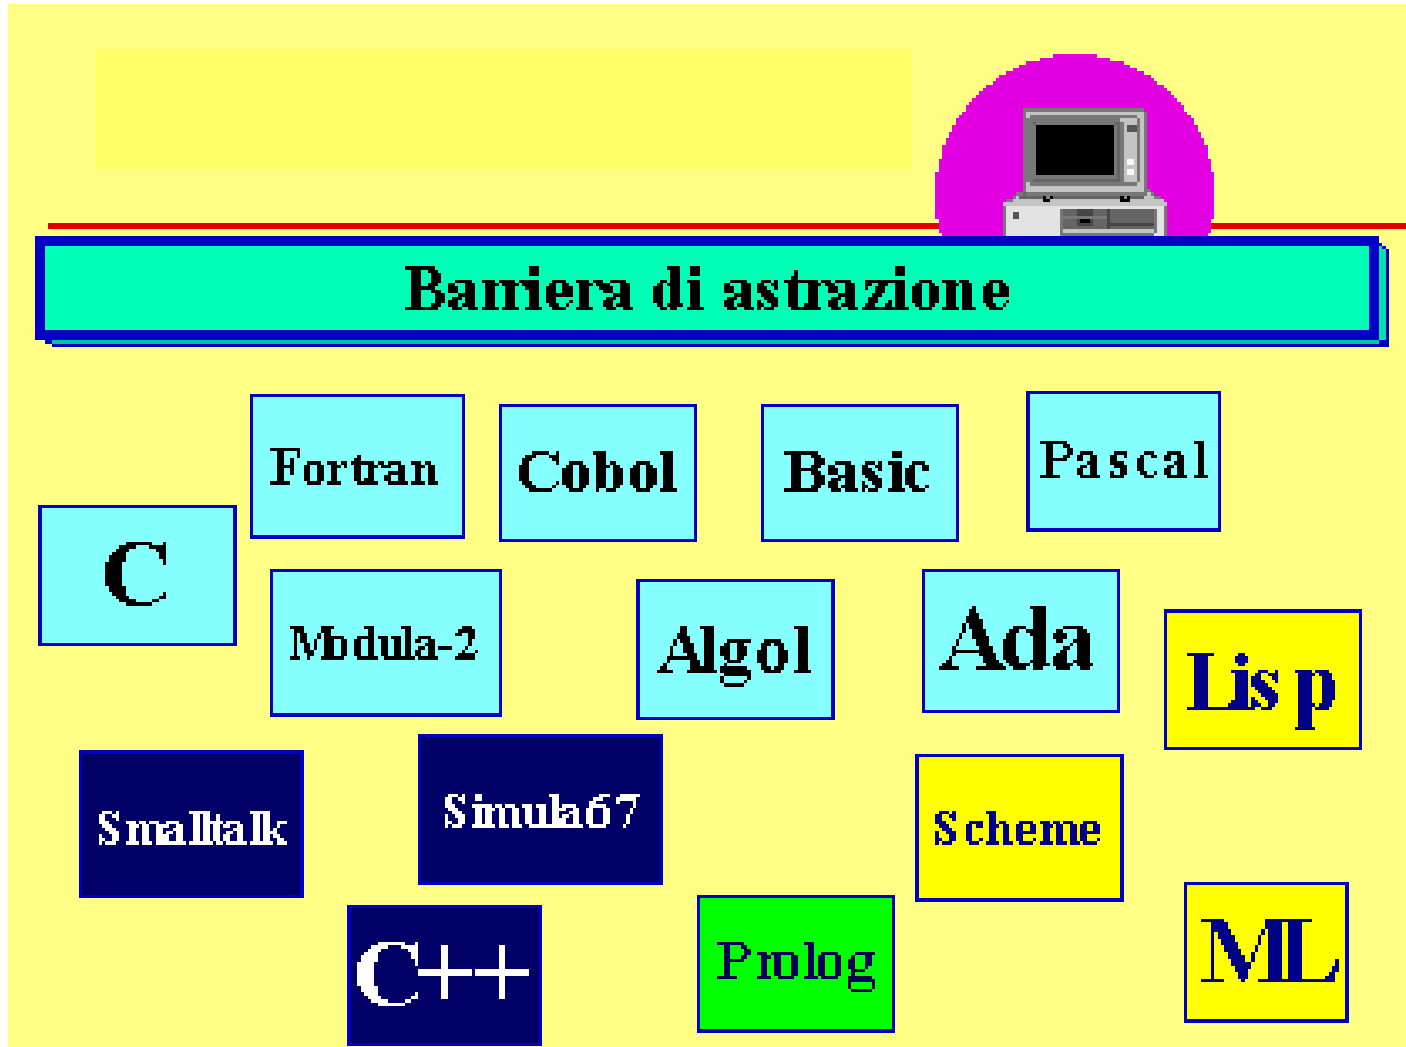 Barriera di astrazione
Fortran
Cobol
Basic
Pascal
C
Modula-2
Algol
Ada
Lisp
Smalltalk
Simula67
Scheme
C++
Prolog
ML